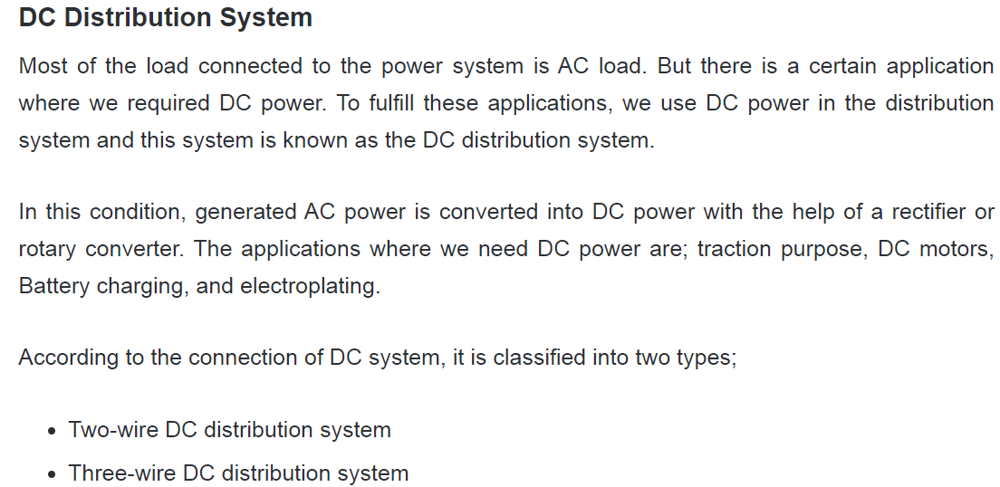 DC Distribution System
Most of the load connected to the power system is AC load. But there is a certain application
where we required DC power. To fulfill these applications, we use DC power in the distribution
system and this system is known as the DC distribution system.
In this condition, generated AC power is converted into DC power with the help of a rectifier or
rotary converter. The applications where we need DC power are; traction purpose, DC motors,
Battery charging, and electroplating.
According to the connection of DC system, it is classified into two types;
• Two-wire DC distribution system
• Three-wire DC distribution system